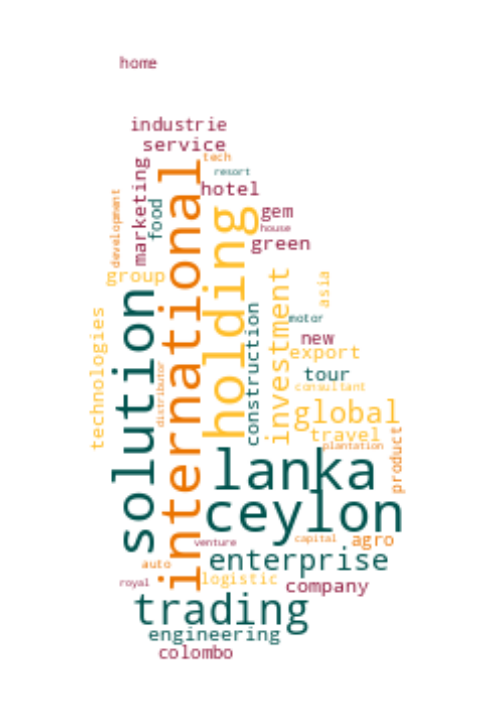 home
industrie
service
tech
marketing
resort
hotel
development
food
international
holding
gem
house
green
group
asia
solution
technologies
construction
investment
motor
new
export
tour
distributor
consultant
global
travel
product
plantation
lanka
ceylon
venture
capital
agro
enterprise
auto
royal
logistic
company
trading
engineering
colombo